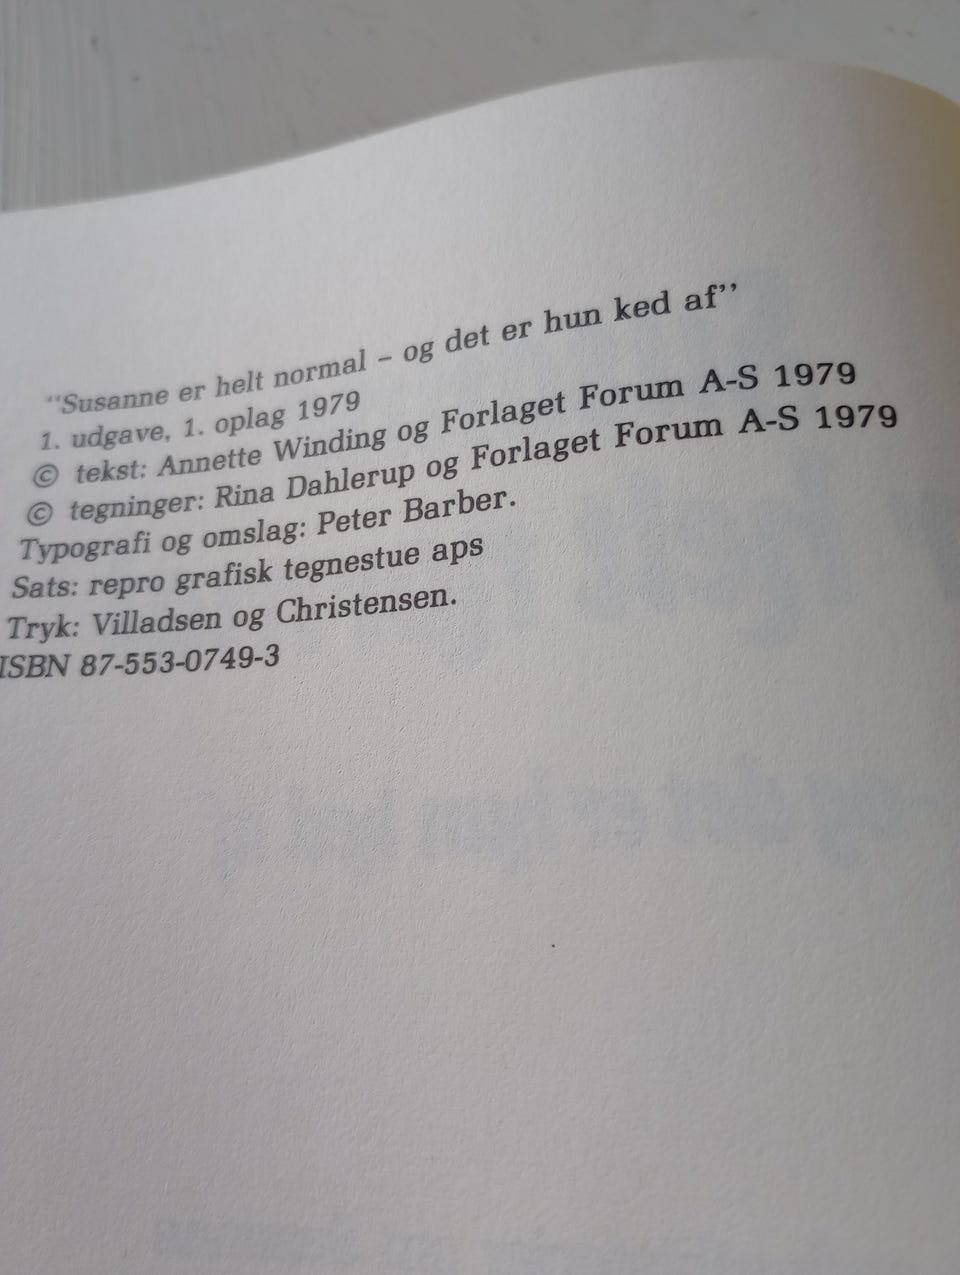 “Susanne er helt normal – og det er hun ked af”
1. udgave, 1. oplag 1979
© tekst: Annette Winding og Forlaget Forum A-S 1979
© tegninger: Rina Dahlerup og Forlaget Forum A-S 1979
Typografi og omslag: Peter Barber.
Sats: repro grafisk tegnestue aps
Tryk: Villadsen og Christensen.
ISBN 87-553-0749-3